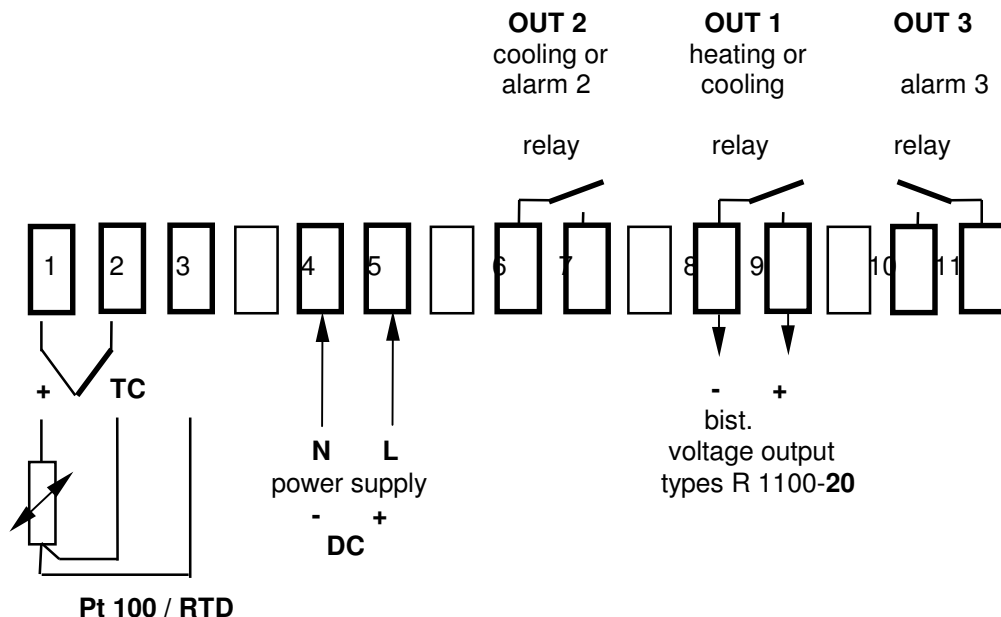 OUT 2 OUT 1 OUT 3
cooling or heating or
alarm 2 cooling alarm 3
relay relay relay
1 2 3 4 5 6 7 8 9 10 11
+ TC - +
bist.
N L voltage output
power supply types R 1100-20
- +
DC
Pt 100 / RTD